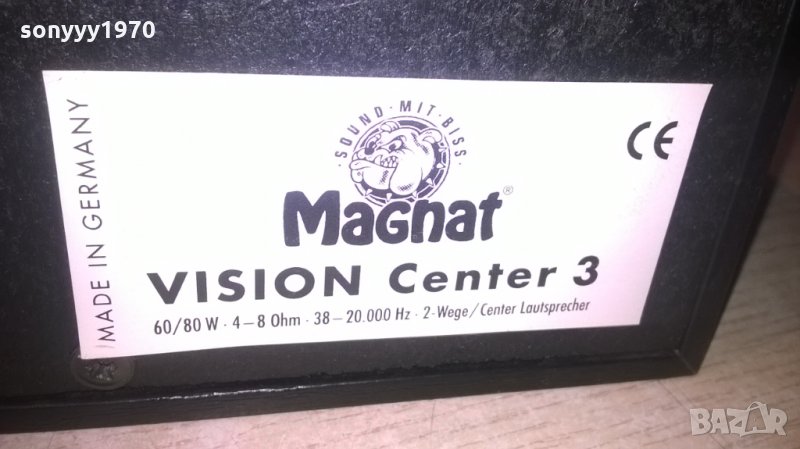 sonyyy1970
MADE IN GERMANY
SOUND · MIT · BISS
CE
Magnat®
VISION Center 3
60/80 W · 4–8 Ohm · 38–20.000 Hz · 2-Wege/Center Lautsprecher
BAZAR